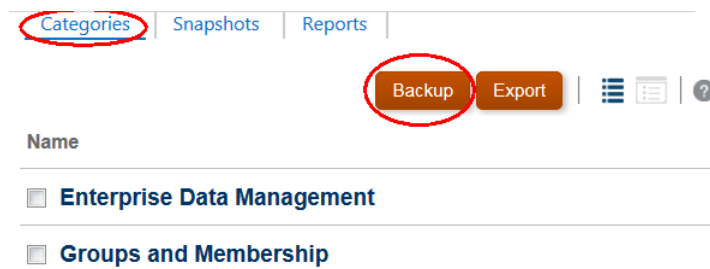 Categories Snapshots Reports
Backup Export ?
Name
Enterprise Data Management
Groups and Membership